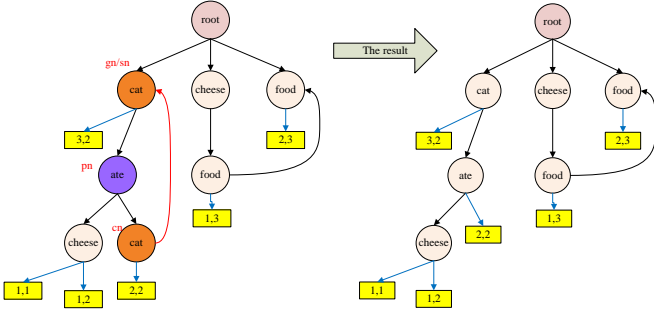 root
gn/sn
cat
cheese
food
3,2
2,3
pn
ate
food
1,3
cheese
cn
cat
1,1
1,2
2,2
The result
root
cat
cheese
food
3,2
2,3
ate
food
1,3
cheese
2,2
1,1
1,2